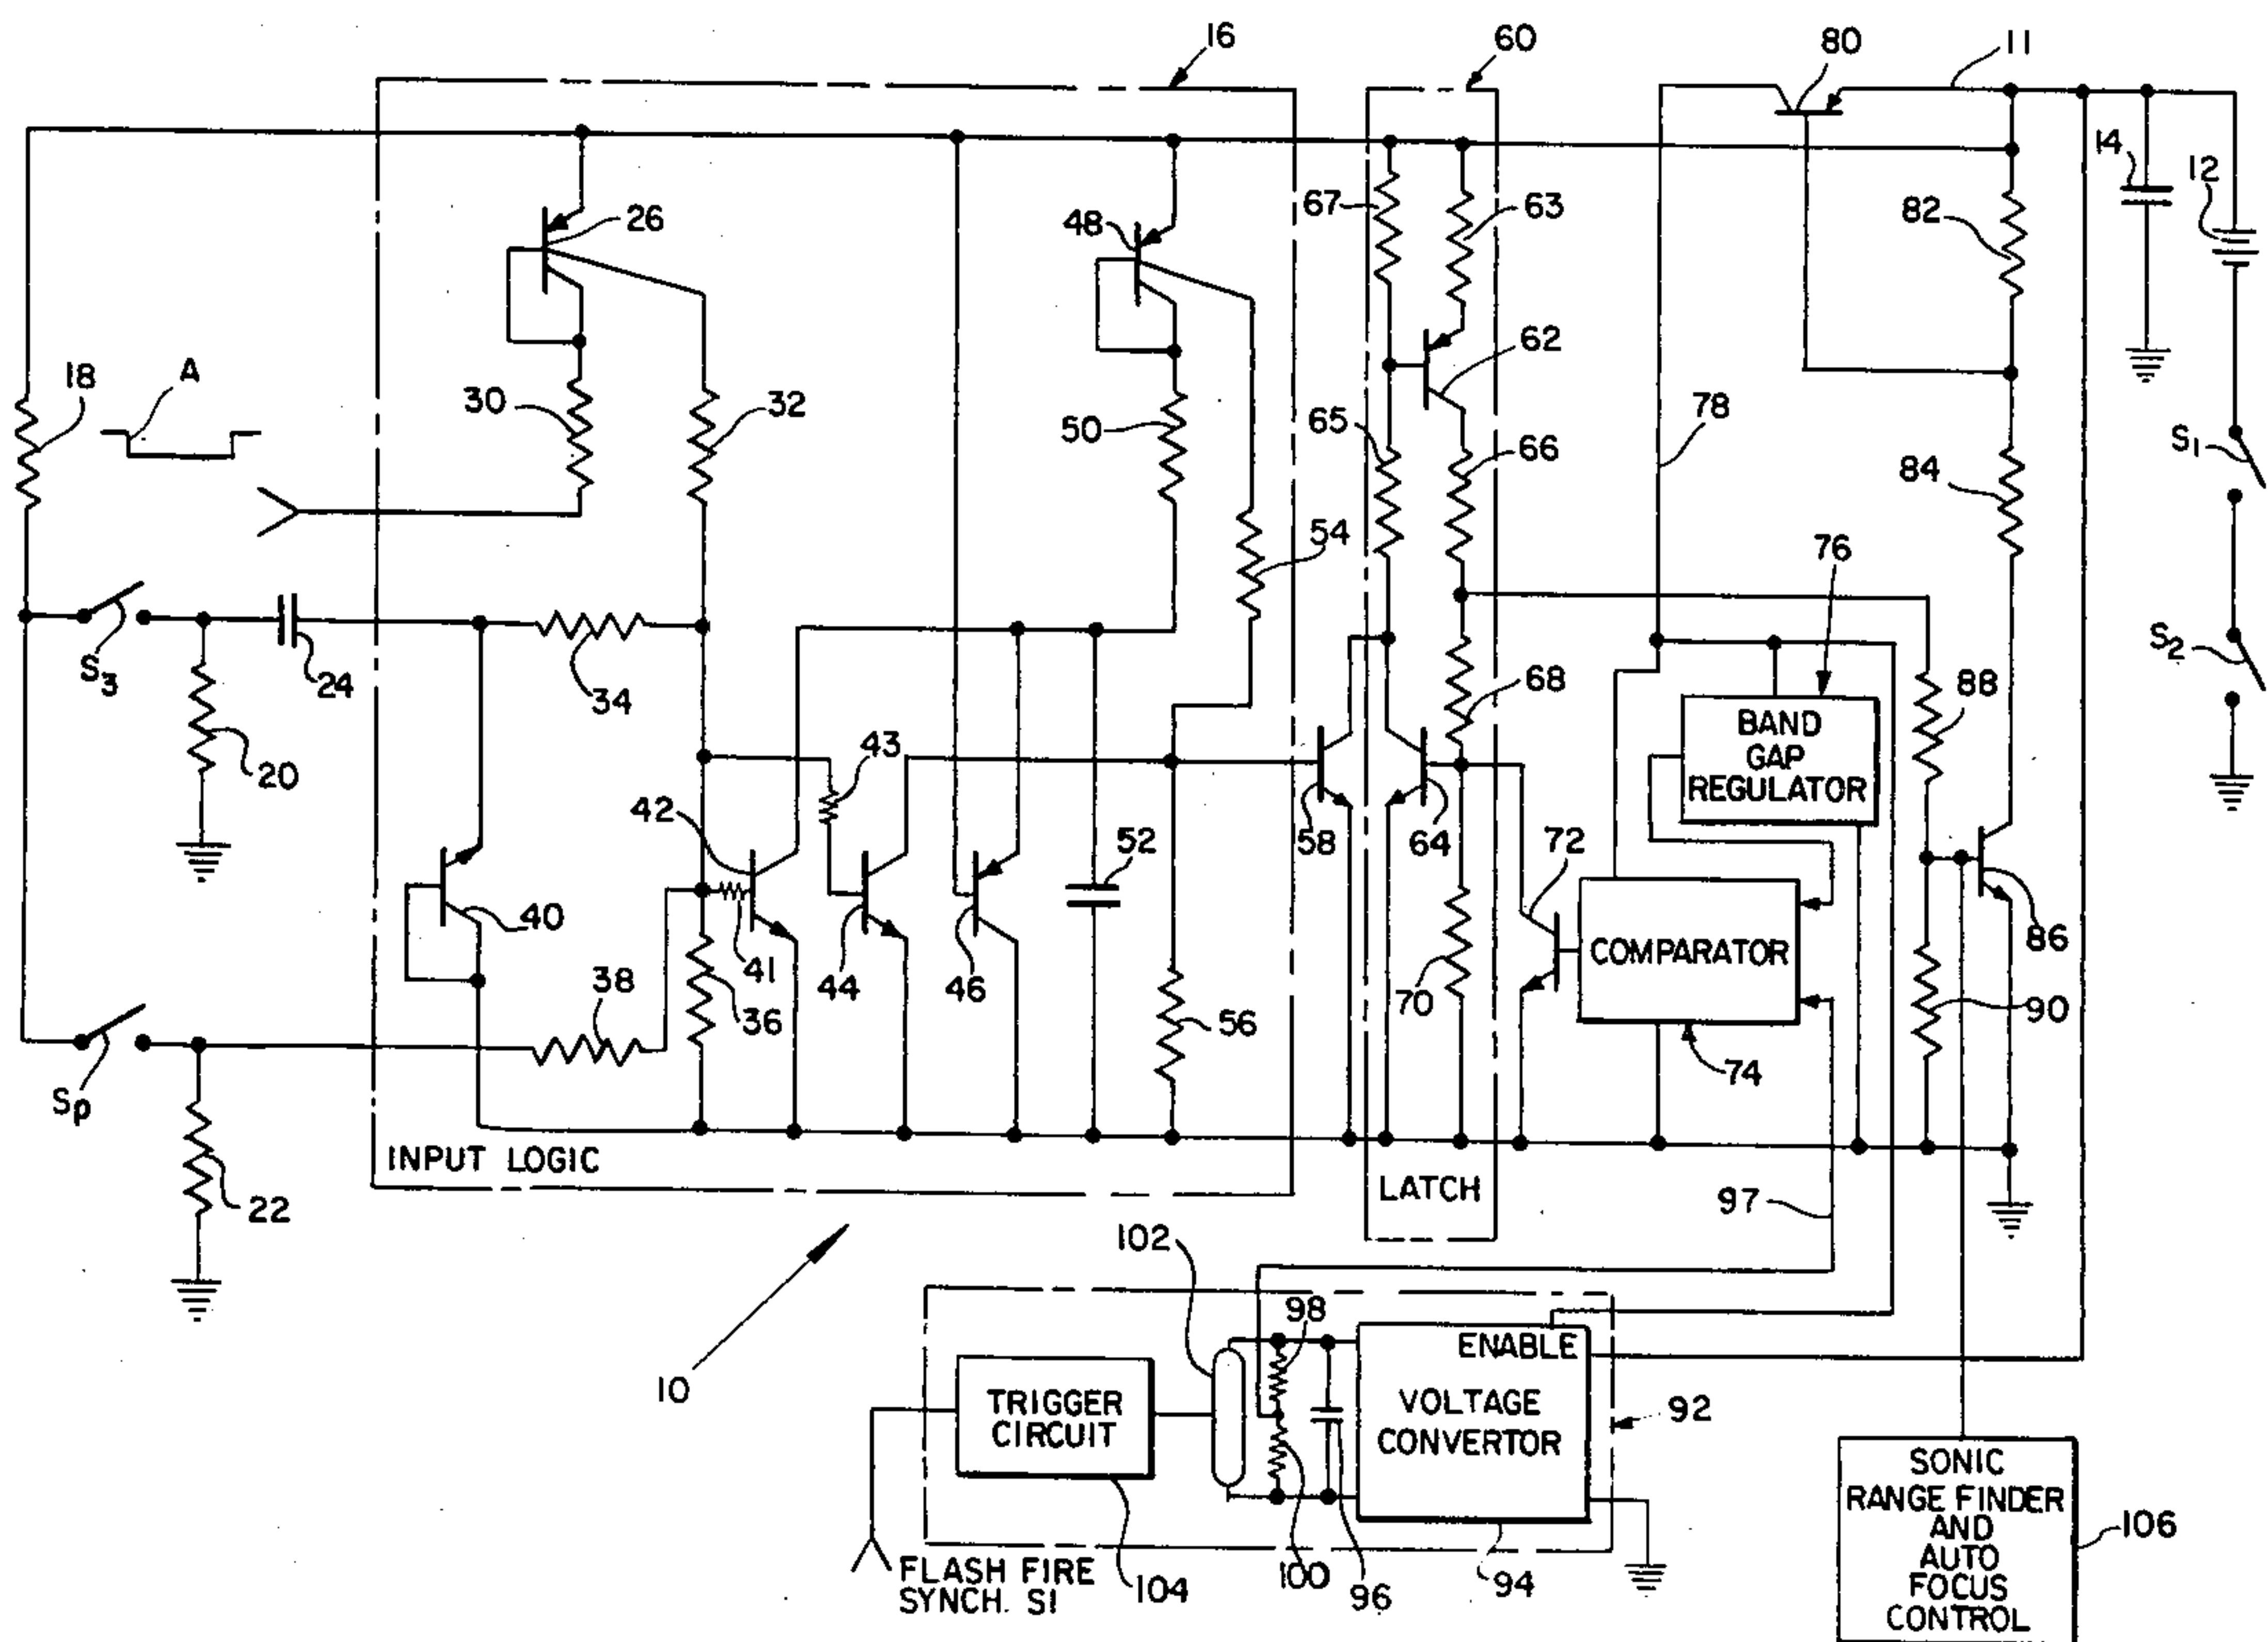 16
60
80
11
14
12
26
48
67
63
82
62
18
A
30
32
50
65
66
78
84
S1
54
76
S2
S3
24
34
68
88
20
43
BAND
GAP
REGULATOR
42
58
64
72
52
40
41
44
46
COMPARATOR
86
38
36
56
70
74
90
Sp
22
INPUT LOGIC
LATCH
97
102
98
10
ENABLE
VOLTAGE
CONVERTOR
TRIGGER
CIRCUIT
92
SONIC
RANGE FINDER
AND
AUTO
FOCUS
CONTROL
106
FLASH FIRE
SYNCH. SI
104
100
96
94